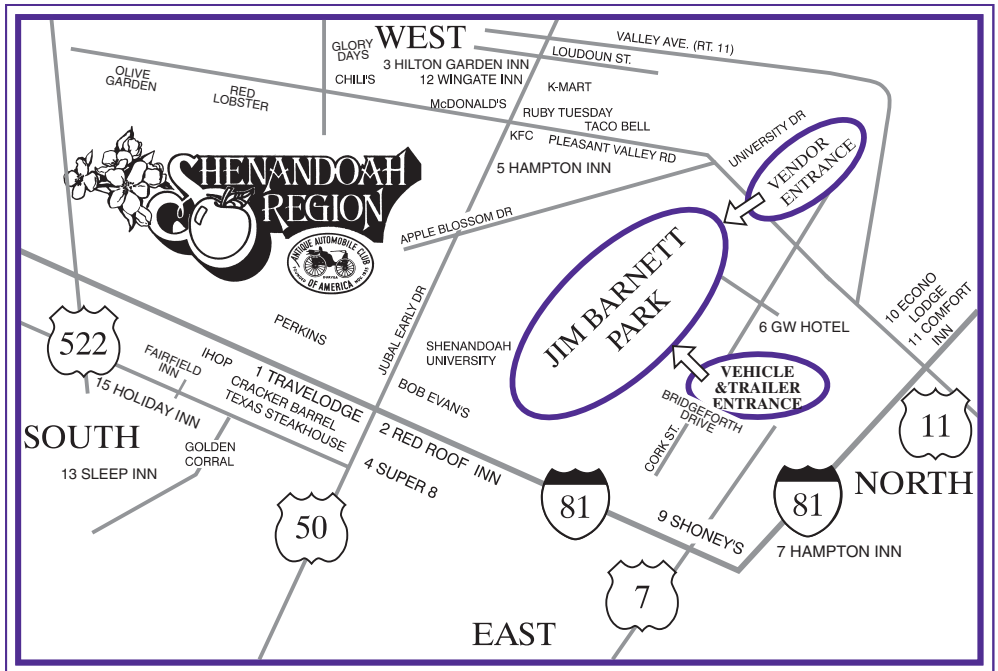 WEST
VALLEY AVE. (RT. 11)
LOUDOUN ST.
GLORY
DAYS
3 HILTON GARDEN INN
12 WINGATE INN
CHILI'S
OLIVE
GARDEN
RED
LOBSTER
K-MART
McDONALD'S
RUBY TUESDAY
TACO BELL
KFC
PLEASANT VALLEY RD
UNIVERSITY DR
VENDOR
ENTRANCE
5 HAMPTON INN
SHENANDOAH
REGION
ANTIQUE AUTOMOBILE CLUB
OF AMERICA
APPLE BLOSSOM DR
JIM BARNETT
PARK
10 ECONO
LODGE
11 COMFORT
INN
JUBAL EARLY DR
6 GW HOTEL
PERKINS
SHENANDOAH
UNIVERSITY
VEHICLE
&TRAILER
ENTRANCE
522
FAIRFIELD
INN
IHOP
1 TRAVELODGE
CRACKER BARREL
TEXAS STEAKHOUSE
BOB EVAN'S
BRIDGEFORTH
DRIVE
CORK ST.
15 HOLIDAY INN
SOUTH
13 SLEEP INN
GOLDEN
CORRAL
2 RED ROOF INN
4 SUPER 8
11
NORTH
50
81
81
9 SHONEY'S
7 HAMPTON INN
7
EAST